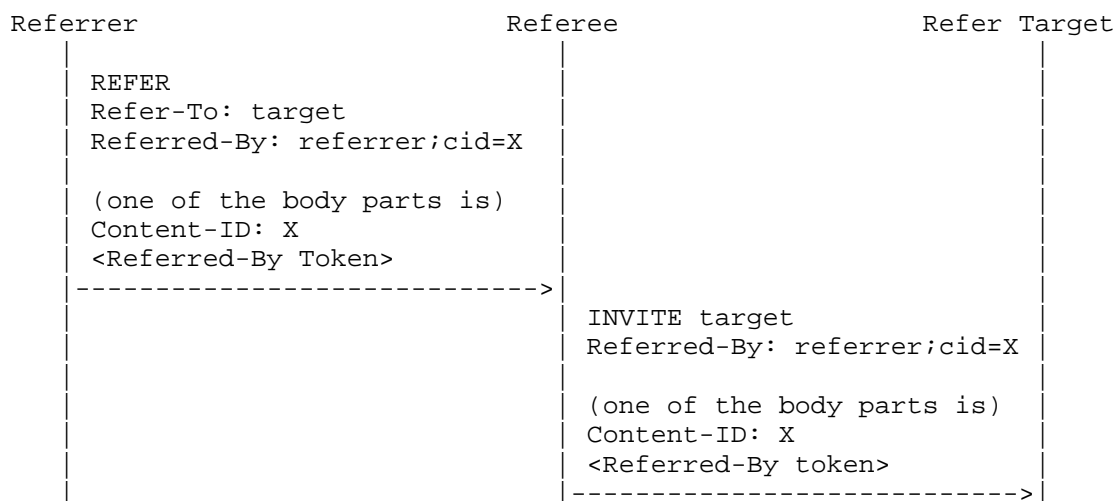 Referrer Referee Refer Target
REFER
Refer-To: target
Referred-By: referrer;cid=X
(one of the body parts is)
Content-ID: X
<Referred-By Token>
INVITE target
Referred-By: referrer;cid=X
(one of the body parts is)
Content-ID: X
<Referred-By token>